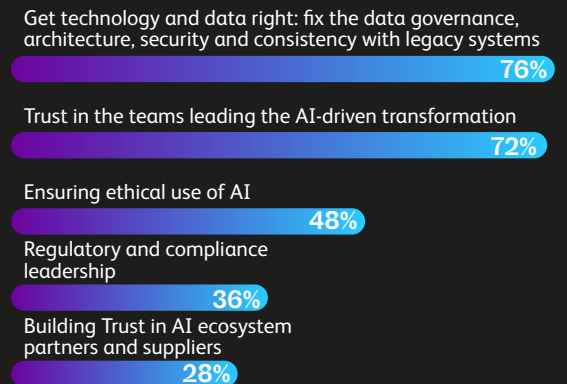 Get technology and data right: fix the data governance,
architecture, security and consistency with legacy systems
76%
Trust in the teams leading the AI-driven transformation
72%
Ensuring ethical use of AI
48%
Regulatory and compliance
leadership
36%
Building Trust in AI ecosystem
partners and suppliers
28%